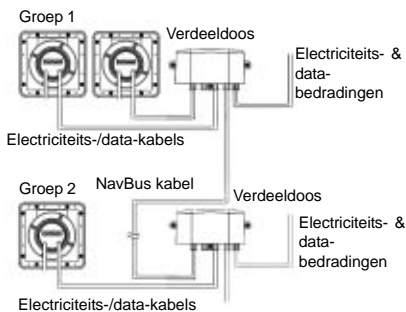 Groep 1
Verdeeldoos
Electriciteits- &
data-
bedradingen
Electriciteits-/data-kabels
Groep 2
NavBus kabel
Verdeeldoos
Electriciteits- &
data-
bedradingen
Electriciteits-/data-kabels